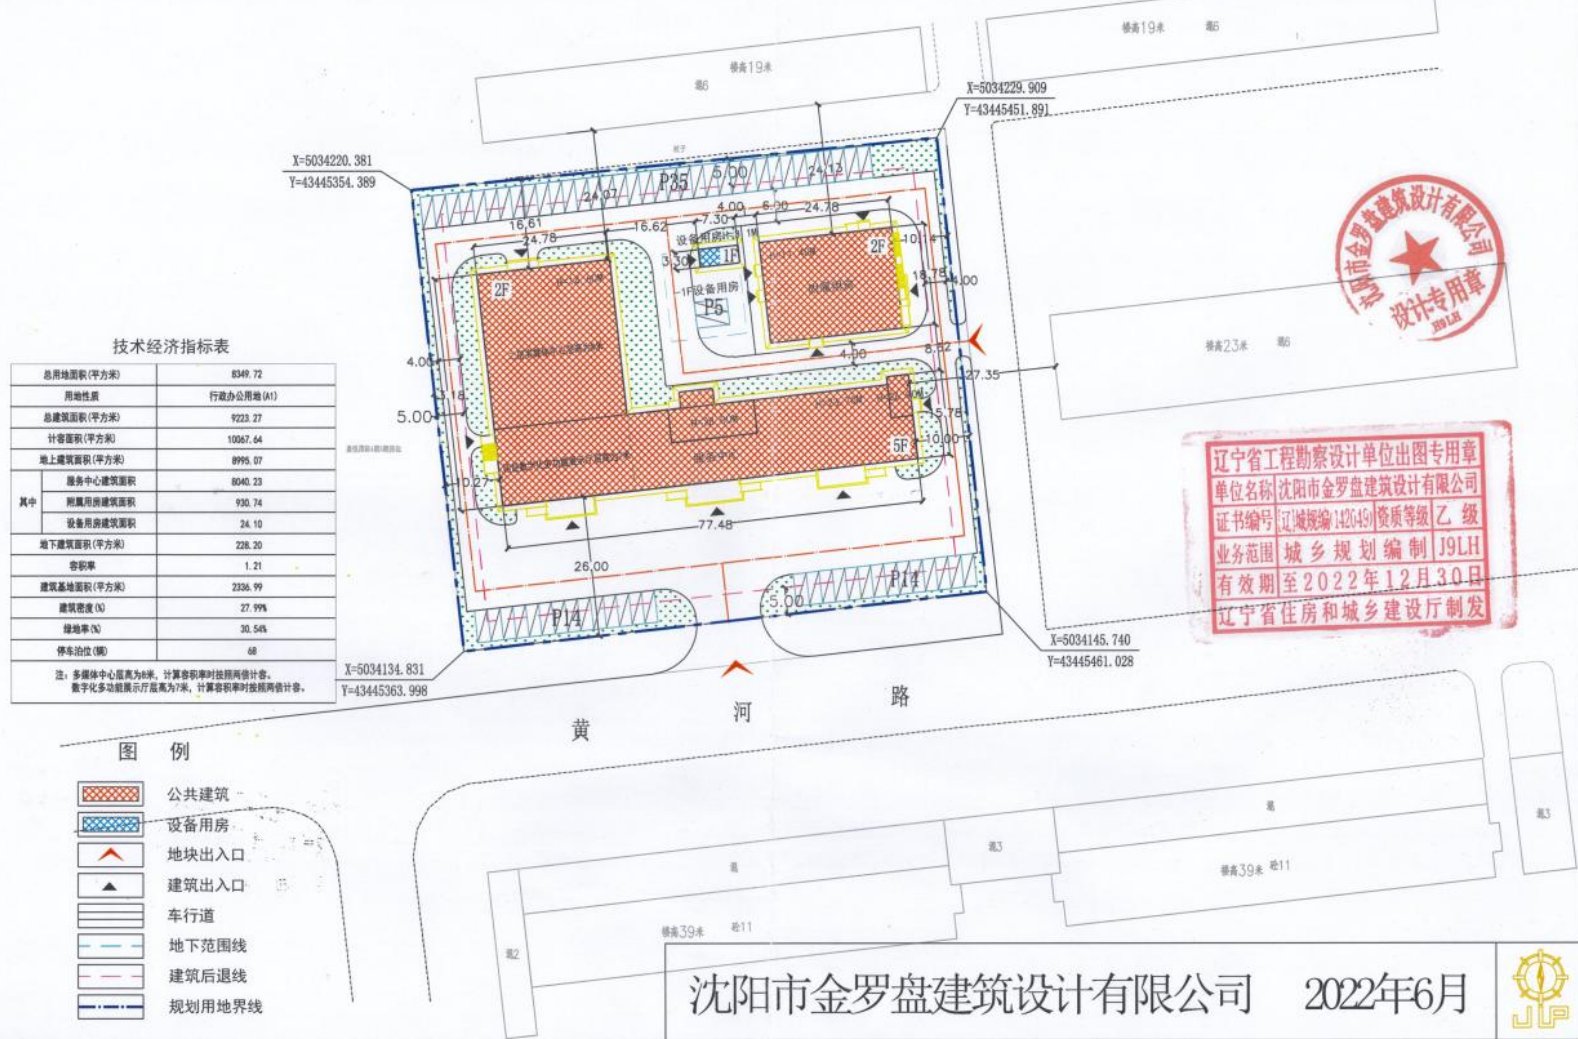 楼高19米
混6
楼高19米
混6
X=5034229.909
Y=43445451.891
X=5034220.381
Y=43445354.389
P35
5.00
24.13
24.07
4.00
6.00
24.78
7.30
16.61
16.62
24.78
设备用房
1F
3.30
2F
10.14
2F
-1F设备用房
P5
18.78
4.00
4.00
8.62
27.35
4.00
5.00
15.78
10.00
5F
服务中心
10.27
77.48
26.00
P14
5.00
P14
X=5034145.740
Y=43445461.028
X=5034134.831
Y=43445363.998
黄河路
楼高23米
混6
沈阳市金罗盘建筑设计有限公司
设计专用章
J9LH
辽宁省工程勘察设计单位出图专用章
单位名称 沈阳市金罗盘建筑设计有限公司
证书编号 资质等级 乙级
业务范围 城乡规划编制 J9LH
有效期 至2022年12月30日
辽宁省住房和城乡建设厅制发
技术经济指标表
总用地面积(平方米) 8349.72
用地性质 行政办公用地(A1)
总建筑面积(平方米) 9223.27
计容面积(平方米) 10067.64
地上建筑面积(平方米) 8995.07
其中
服务中心建筑面积 8040.23
附属用房建筑面积 930.74
设备用房建筑面积 24.10
地下建筑面积(平方米) 228.20
容积率 1.21
建筑基地面积(平方米) 2336.99
建筑密度(%) 27.99%
绿地率(%) 30.54%
停车泊位(辆) 68
注：多媒体中心层高为8米，计算容积率时按照两倍计容。
数字化多功能展示厅层高为7米，计算容积率时按照两倍计容。
图 例
公共建筑
设备用房
地块出入口
建筑出入口
车行道
地下范围线
建筑后退线
规划用地界线
混
混3
混
混3
楼高39米
砼11
楼高39米
砼11
混2
沈阳市金罗盘建筑设计有限公司 2022年6月
JLP